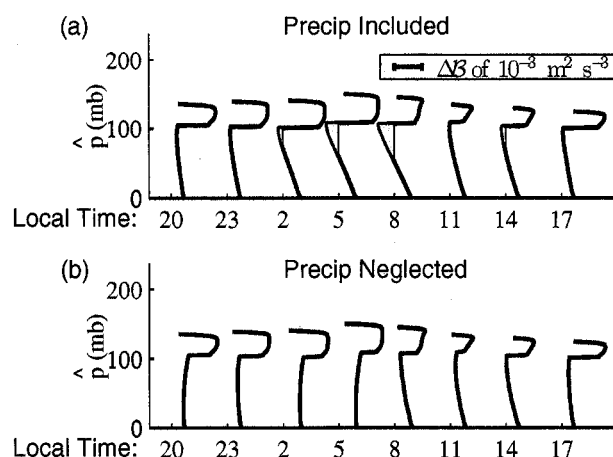 (a) Precip Included
200
ΔB of 10⁻³ m² s⁻³
100
p̂ (mb)
0
Local Time: 20 23 2 5 8 11 14 17
(b) Precip Neglected
200
100
p̂ (mb)
0
Local Time: 20 23 2 5 8 11 14 17